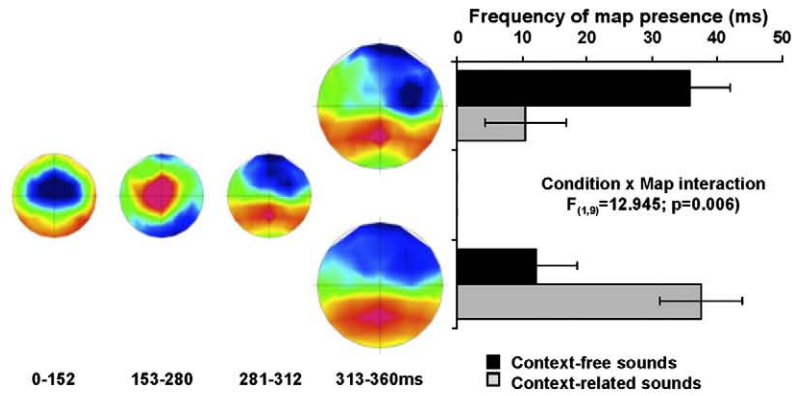 Frequency of map presence (ms)
0 10 20 30 40 50
Condition x Map interaction
F(1,9)=12.945; p=0.006)
0-152 153-280 281-312 313-360ms
Context-free sounds
Context-related sounds